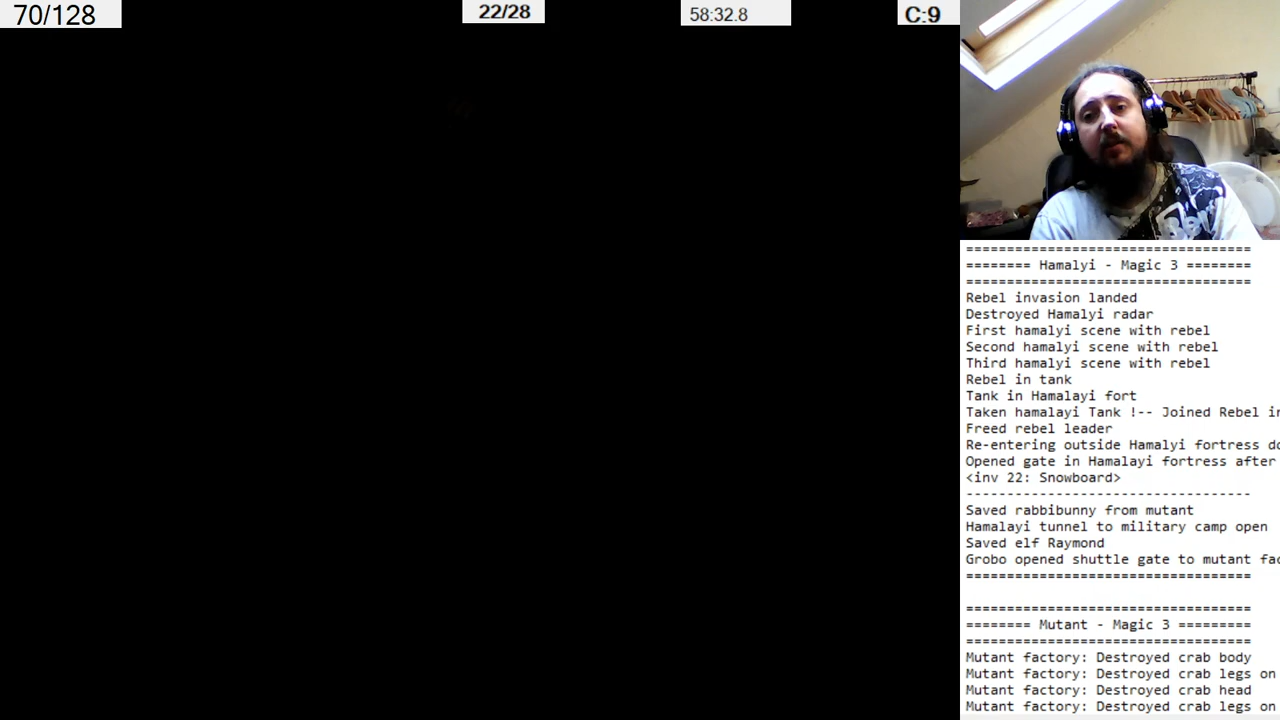 70/128
22/28
58:32.8
C:9
===================================
======== Hamalyi - Magic 3 ========
===================================
Rebel invasion landed
Destroyed Hamalyi radar
First hamalyi scene with rebel
Second hamalyi scene with rebel
Third hamalyi scene with rebel
Rebel in tank
Tank in Hamalayi fort
Taken hamalayi Tank !-- Joined Rebel in
Freed rebel leader
Re-entering outside Hamalyi fortress do
Opened gate in Hamalayi fortress after
<inv 22: Snowboard>
-----------------------------------
Saved rabbibunny from mutant
Hamalayi tunnel to military camp open
Saved elf Raymond
Grobo opened shuttle gate to mutant fac
===================================
===================================
======== Mutant - Magic 3 =========
===================================
Mutant factory: Destroyed crab body
Mutant factory: Destroyed crab legs on
Mutant factory: Destroyed crab head
Mutant factory: Destroyed crab legs on